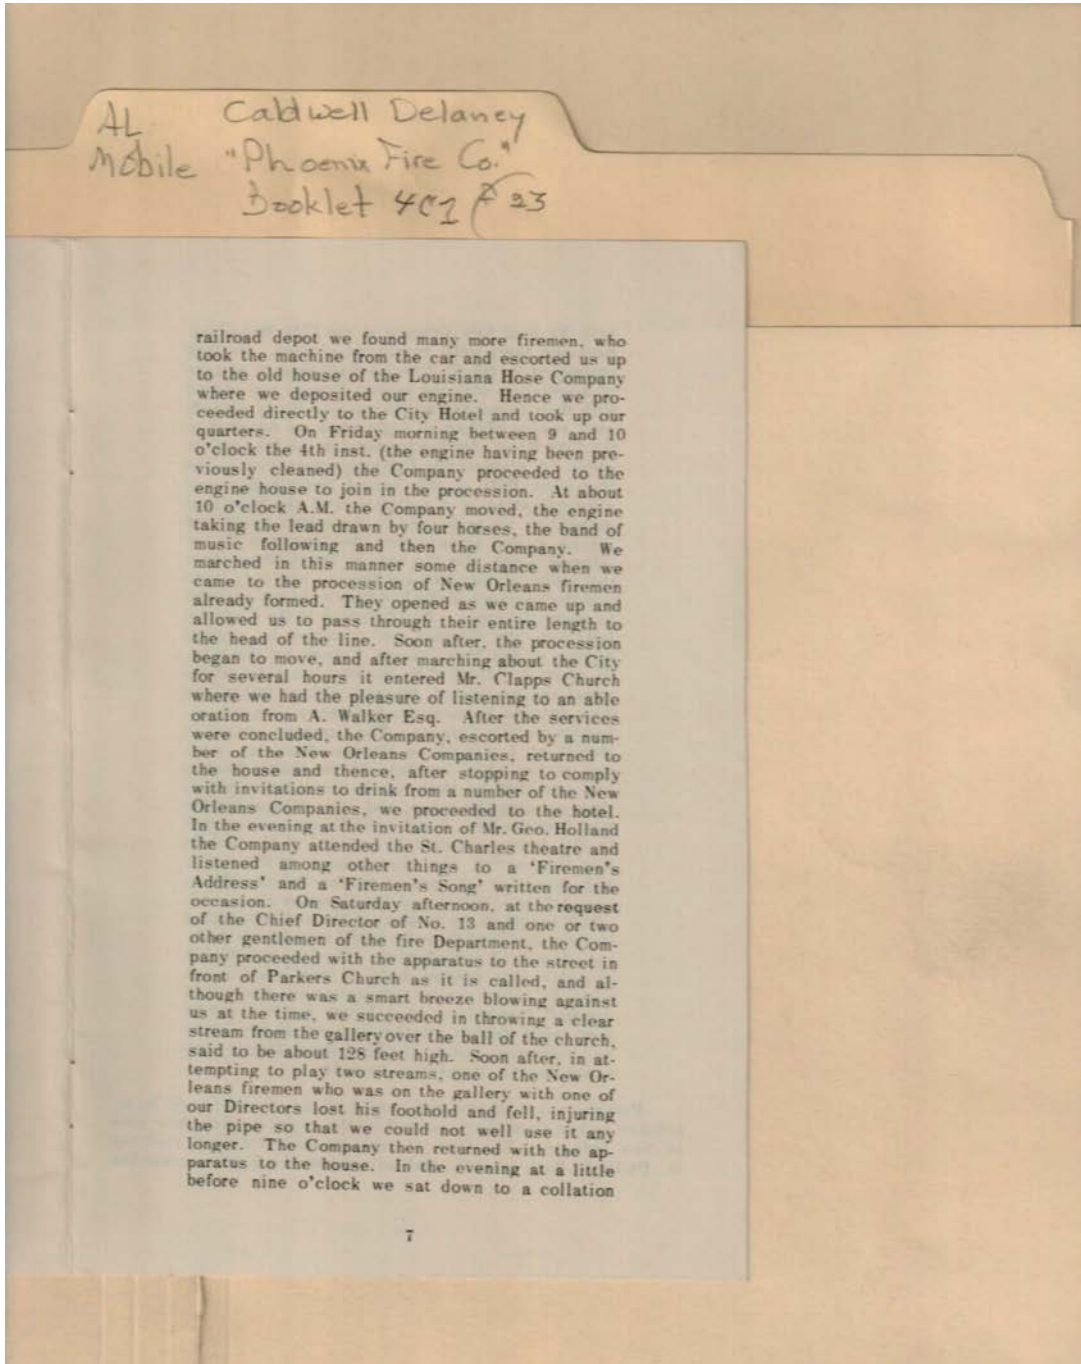 AL Caldwell Delaney
Mobile "Phoenix Fire Co."
Booklet 23
railroad depot we found many more firemen, who
took the machine from the car and escorted us up
to the old house of the Louisiana Hose Company
where we deposited our engine. Hence we pro-
ceeded directly to the City Hotel and took up our
quarters. On Friday morning between 9 and 10
o'clock the 4th inst. (the engine having been pre-
viously cleaned) the Company proceeded to the
engine house to join in the procession. At about
10 o'clock A.M. the Company moved, the engine
taking the lead drawn by four horses, the band of
music following and then the Company. We
marched in this manner some distance when we
came to the procession of New Orleans firemen
already formed. They opened as we came up and
allowed us to pass through their entire length to
the head of the line. Soon after, the procession
began to move, and after marching about the City
for several hours it entered Mr. Clapps Church
where we had the pleasure of listening to an able
oration from A. Walker Esq. After the services
were concluded, the Company, escorted by a num-
ber of the New Orleans Companies, returned to
the house and thence, after stopping to comply
with invitations to drink from a number of the New
Orleans Companies, we proceeded to the hotel.
In the evening at the invitation of Mr. Geo. Holland
the Company attended the St. Charles theatre and
listened among other things to a 'Firemen's
Address' and a 'Firemen's Song' written for the
occasion. On Saturday afternoon, at the request
of the Chief Director of No. 13 and one or two
other gentlemen of the fire Department, the Com-
pany proceeded with the apparatus to the street in
front of Parkers Church as it is called, and al-
though there was a smart breeze blowing against
us at the time, we succeeded in throwing a clear
stream from the gallery over the ball of the church,
said to be about 128 feet high. Soon after, in at-
tempting to play two streams, one of the New Or-
leans firemen who was on the gallery with one of
our Directors lost his foothold and fell, injuring
the pipe so that we could not well use it any
longer. The Company then returned with the ap-
paratus to the house. In the evening at a little
before nine o'clock we sat down to a collation
7